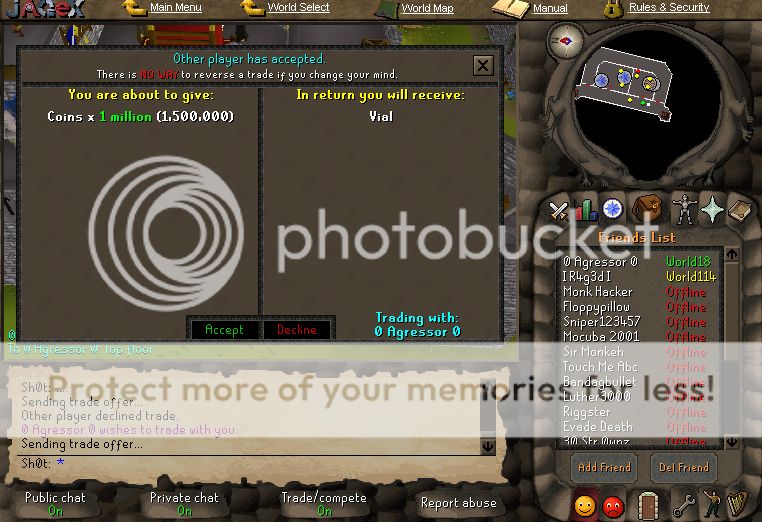 JAGeX
Main Menu
World Select
World Map
Manual
Rules & Security
Other player has accepted.
There is NO WAY to reverse a trade if you change your mind.
You are about to give:
In return you will receive:
Coins x 1 million (1,500,000)
Vial
photobucket
Trading with:
0 Agressor 0
Accept
Decline
To 0 Agressor 0: Top floor
Friends List
0 Agressor 0 World18
I R4g3d I World114
Monk Hacker Offline
Floppypillow Offline
Sniper123457 Offline
Mocuba 2001 Offline
Sir Monkeh Offline
Touch Me Abc Offline
Bandagbullet Offline
Luther3000 Offline
Riggster Offline
Evade Death Offline
30 Str Ownz
Add Friend
Del Friend
Protect more of your memories for less!
Sh0t:
Sending trade offer...
Other player declined trade.
0 Agressor 0 wishes to trade with you.
Sending trade offer...
Sh0t: *
Public chat
On
Private chat
On
Trade/compete
On
Report abuse